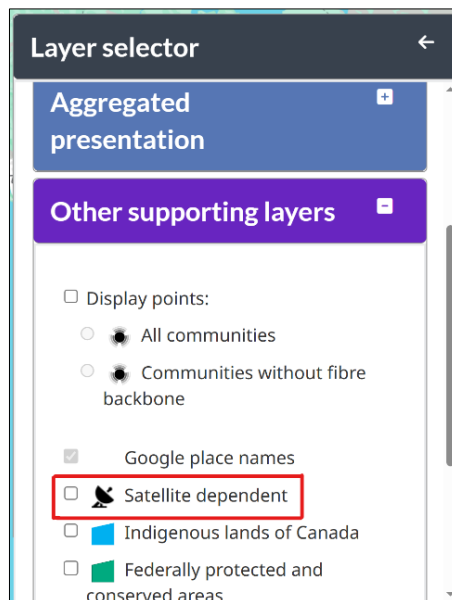 Layer selector
Aggregated
presentation
Other supporting layers
Display points:
All communities
Communities without fibre
backbone
Google place names
Satellite dependent
Indigenous lands of Canada
Federally protected and
conserved areas